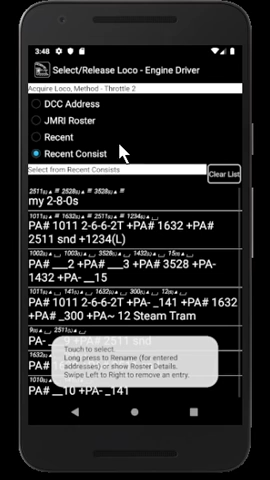 3:48
Select/Release Loco - Engine Driver
Acquire Loco, Method - Throttle 2
DCC Address
JMRI Roster
Recent
Recent Consist
Select from Recent Consists
Clear List
my 2-8-0s
PA# 1011 2-6-6-2T +PA# 1632 +PA#
2511 snd +1234(L)
PA# __2 +PA# ___3 +PA# 3528 +PA-
1432 +PA- __15
PA# 1011 2-6-6-2T +PA- _141 +PA# 1632
+PA# _300 +PA~ 12 Steam Tram
Touch to select.
Long press to Rename (for entered
addresses) or show Roster Details.
Swipe Left to Right to remove an entry.
PA# __10 +PA- _141